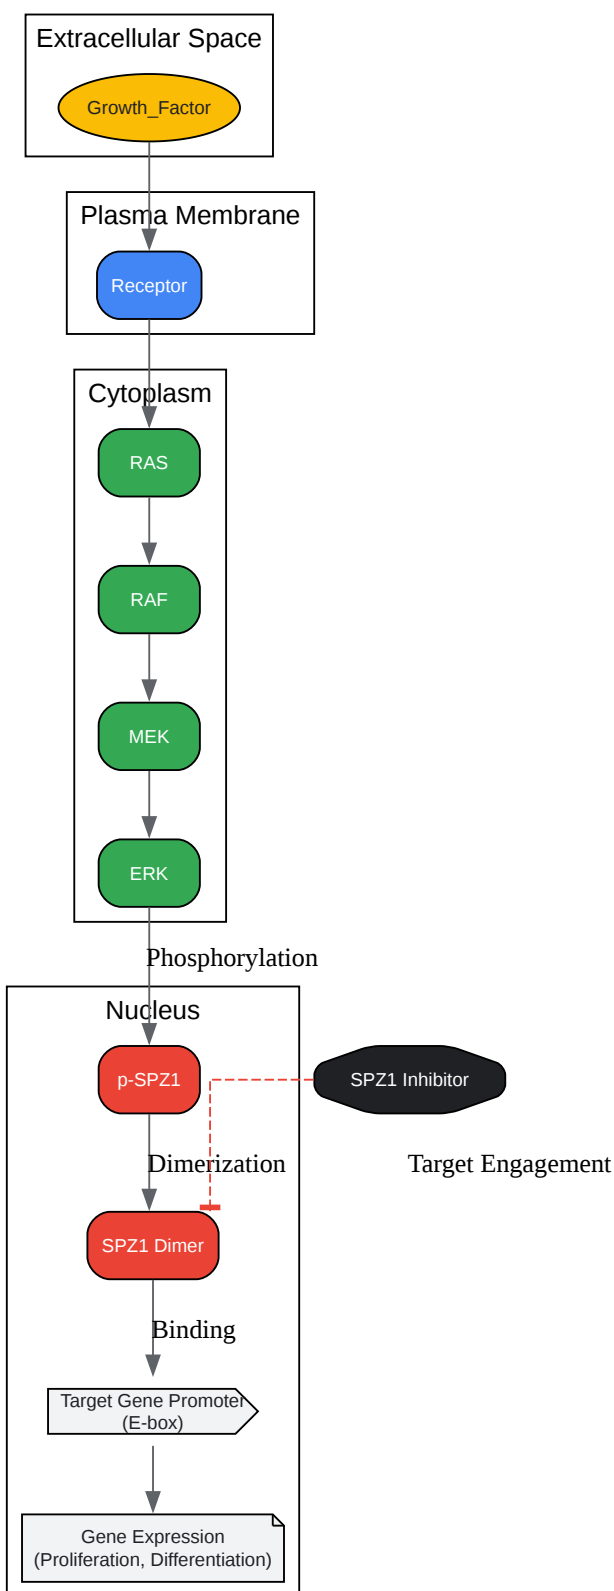 Extracellular Space
Growth_Factor
Plasma Membrane
Receptor
Cytoplasm
RAS
RAF
MEK
ERK
Phosphorylation
Nucleus
p-SPZ1
SPZ1 Inhibitor
Dimerization
Target Engagement
SPZ1 Dimer
Binding
Target Gene Promoter
(E-box)
Gene Expression
(Proliferation, Differentiation)